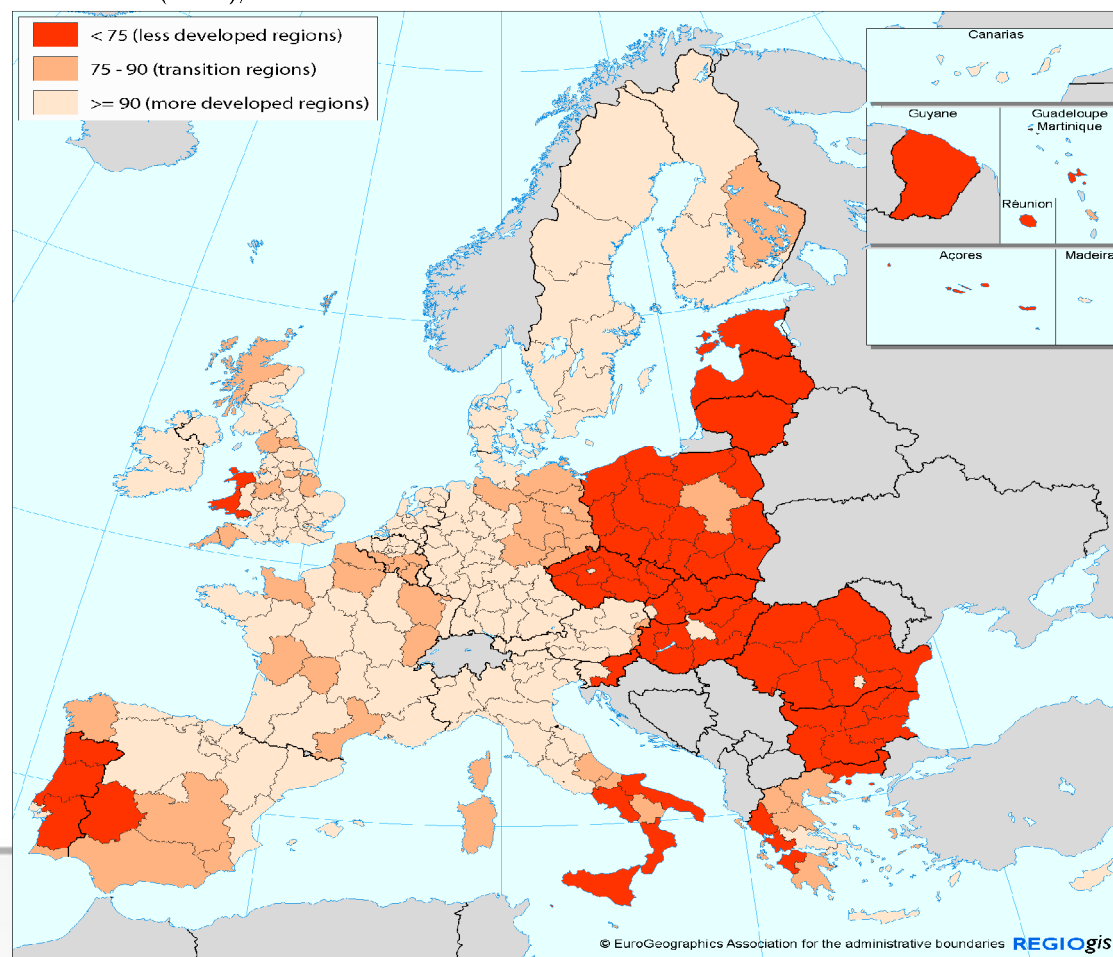 < 75 (less developed regions)
75 - 90 (transition regions)
>= 90 (more developed regions)
Canarias
Guyane
Guadeloupe
Martinique
Réunion
Açores
Madeira
© EuroGeographics Association for the administrative boundaries REGIOgis